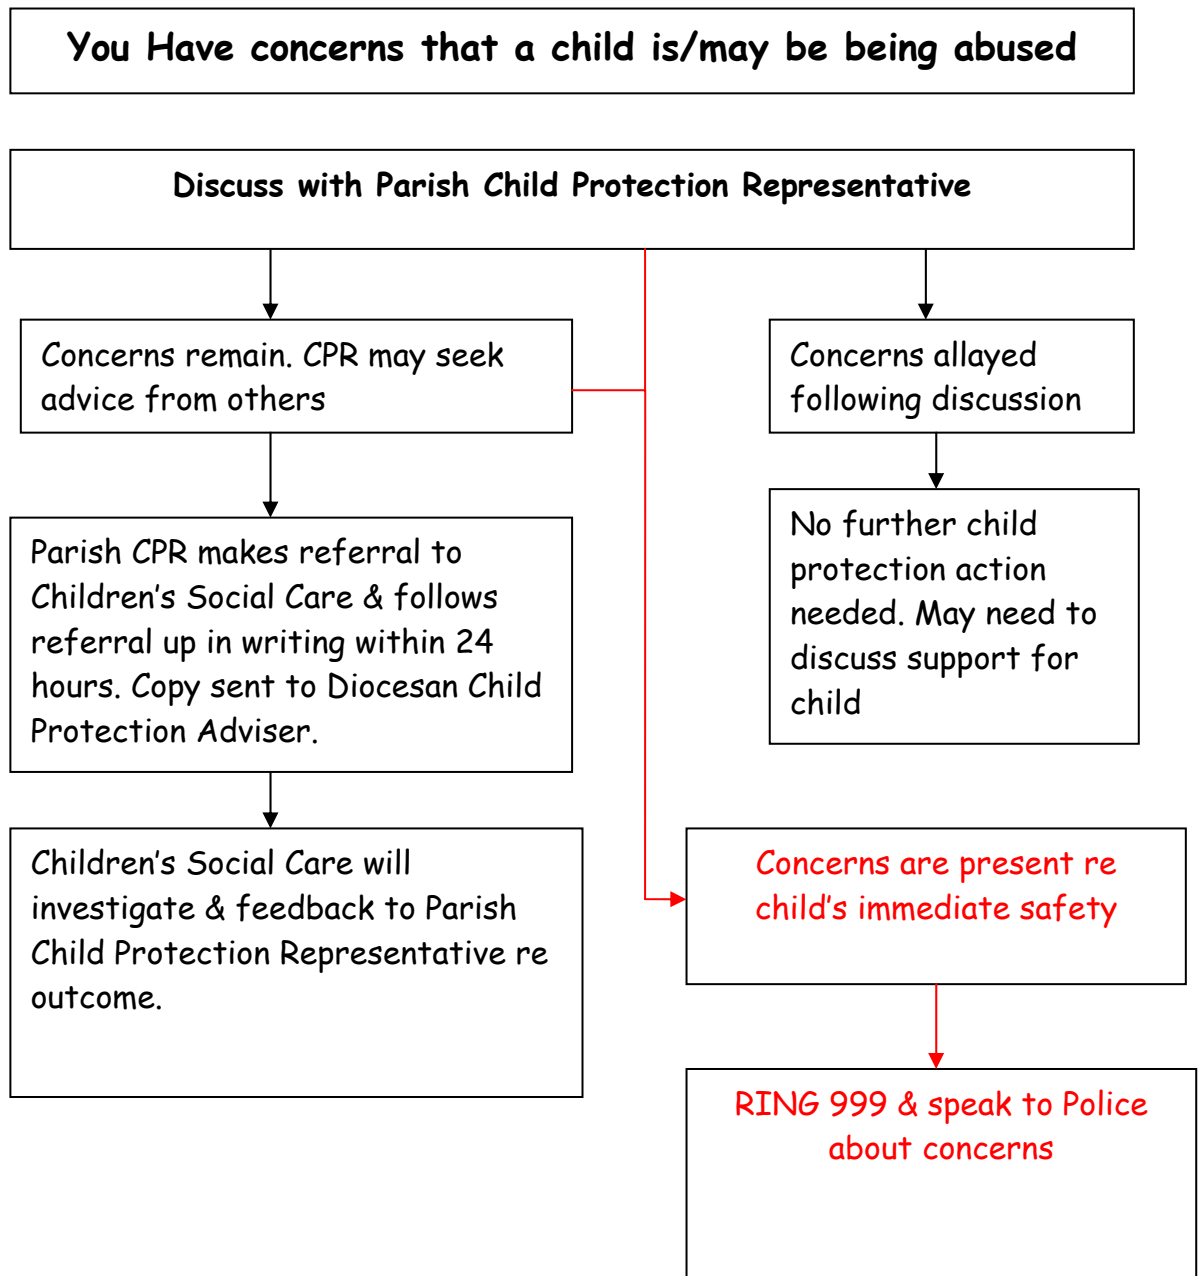 You Have concerns that a child is/may be being abused
Discuss with Parish Child Protection Representative
Concerns remain. CPR may seek
advice from others
Concerns allayed
following discussion
Parish CPR makes referral to
Children's Social Care & follows
referral up in writing within 24
hours. Copy sent to Diocesan Child
Protection Adviser.
No further child
protection action
needed. May need to
discuss support for
child
Children's Social Care will
investigate & feedback to Parish
Child Protection Representative re
outcome.
Concerns are present re
child's immediate safety
RING 999 & speak to Police
about concerns